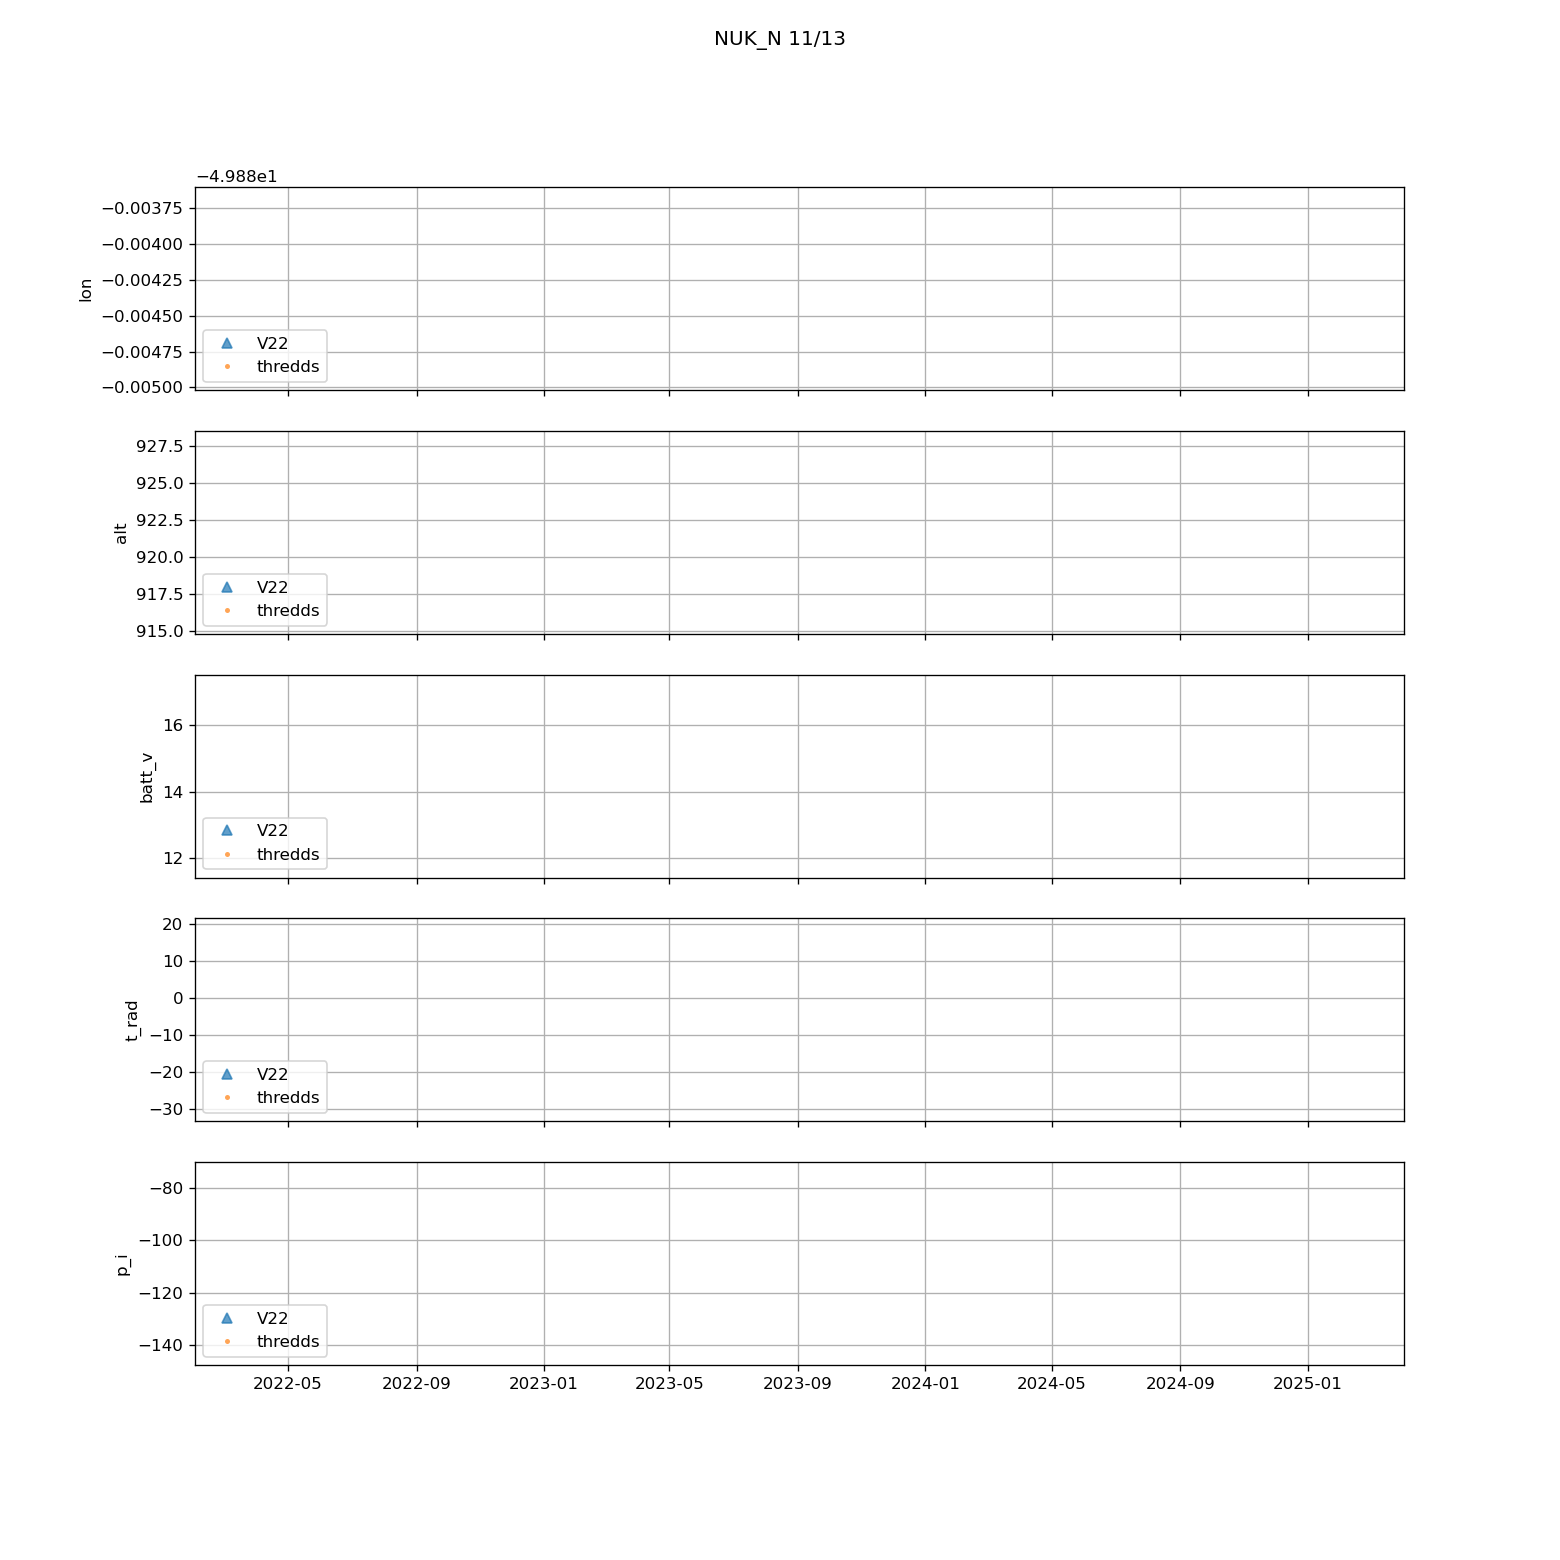 NUK_N 11/13
−4.988e1
−0.00375
−0.00400
−0.00425
−0.00450
−0.00475
−0.00500
lon
V22
thredds
927.5
925.0
922.5
920.0
917.5
915.0
alt
V22
thredds
16
14
12
batt_v
V22
thredds
20
10
0
−10
−20
−30
t_rad
V22
thredds
−80
−100
−120
−140
p_i
V22
thredds
2022-05 2022-09 2023-01 2023-05 2023-09 2024-01 2024-05 2024-09 2025-01